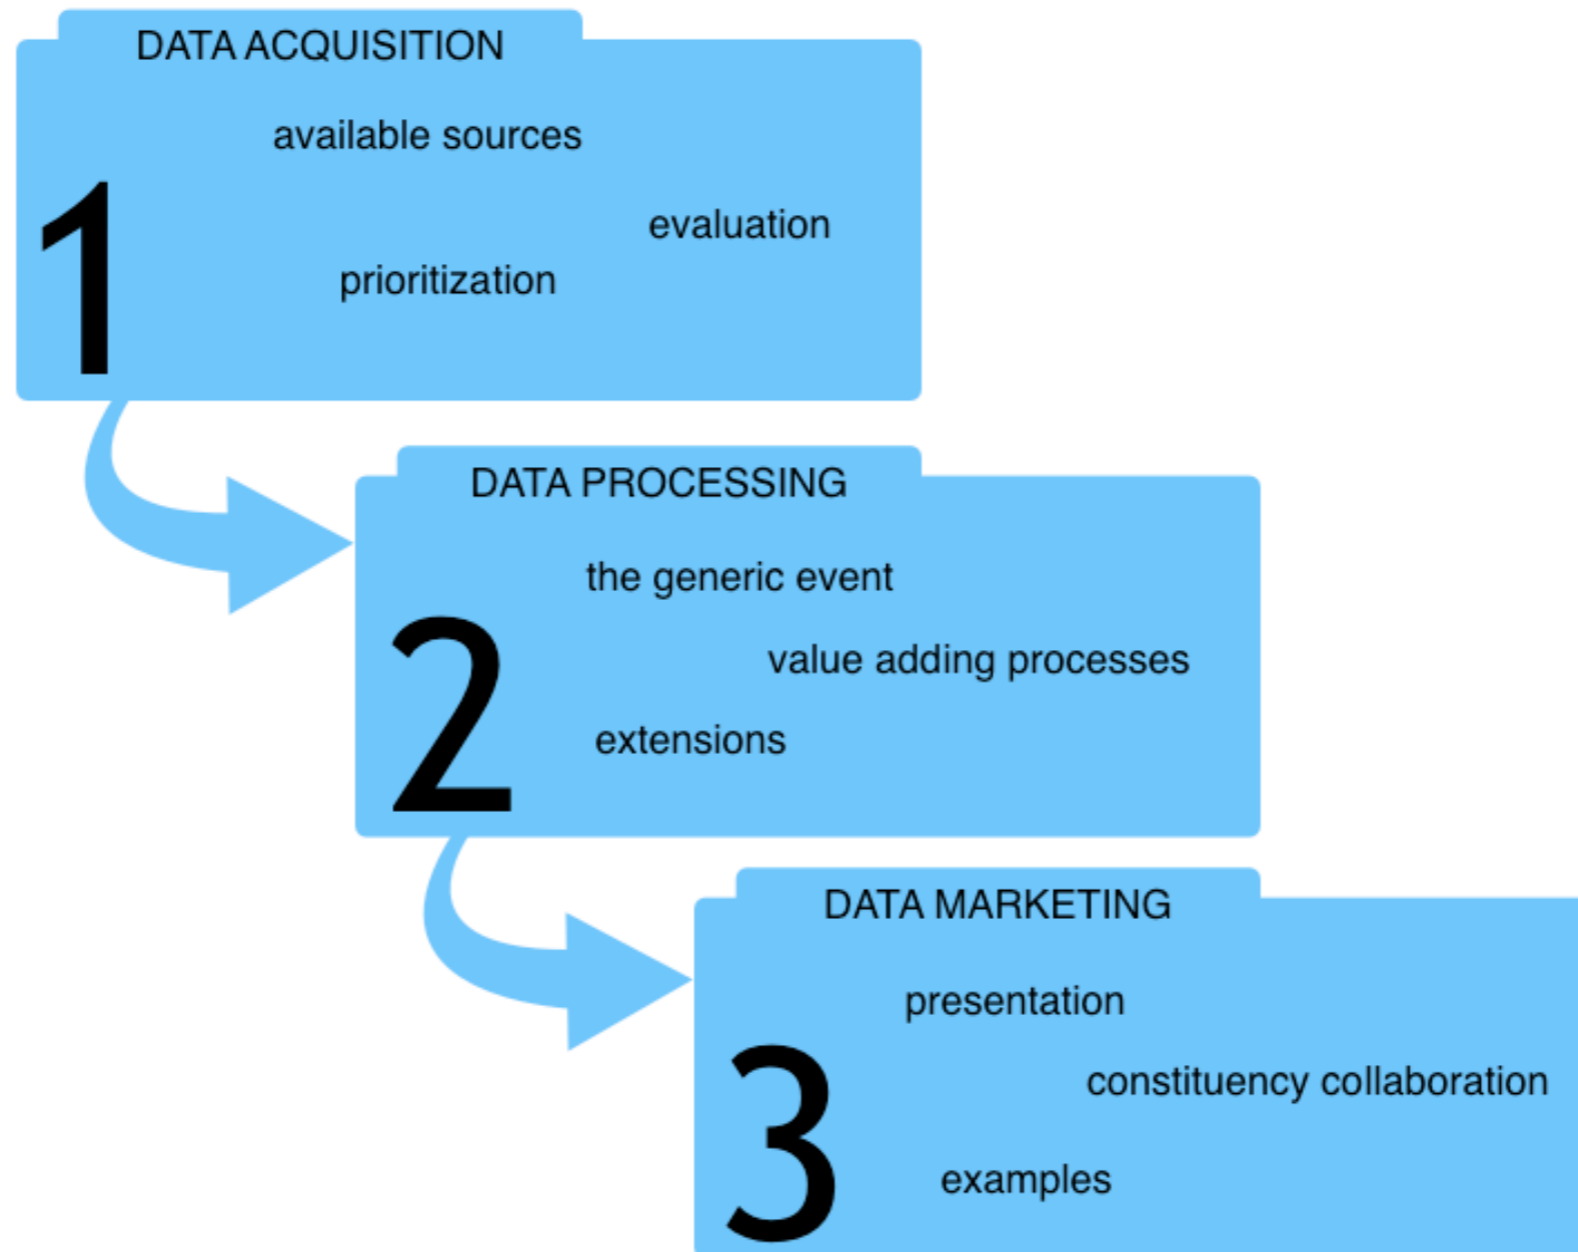 DATA ACQUISITION
available sources
evaluation
prioritization
1
DATA PROCESSING
the generic event
value adding processes
extensions
2
DATA MARKETING
presentation
constituency collaboration
examples
3